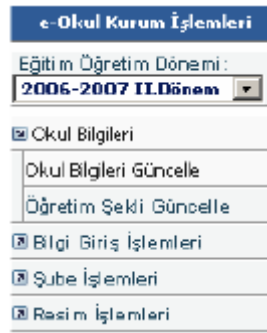 e-Okul Kurum İşlemleri
Eğitim Öğretim Dönemi:
2006-2007 II.Dönem
Okul Bilgileri
Okul Bilgileri Güncelle
Öğretim Şekli Güncelle
Bilgi Giriş İşlemleri
Şube İşlemleri
Resim İşlemleri